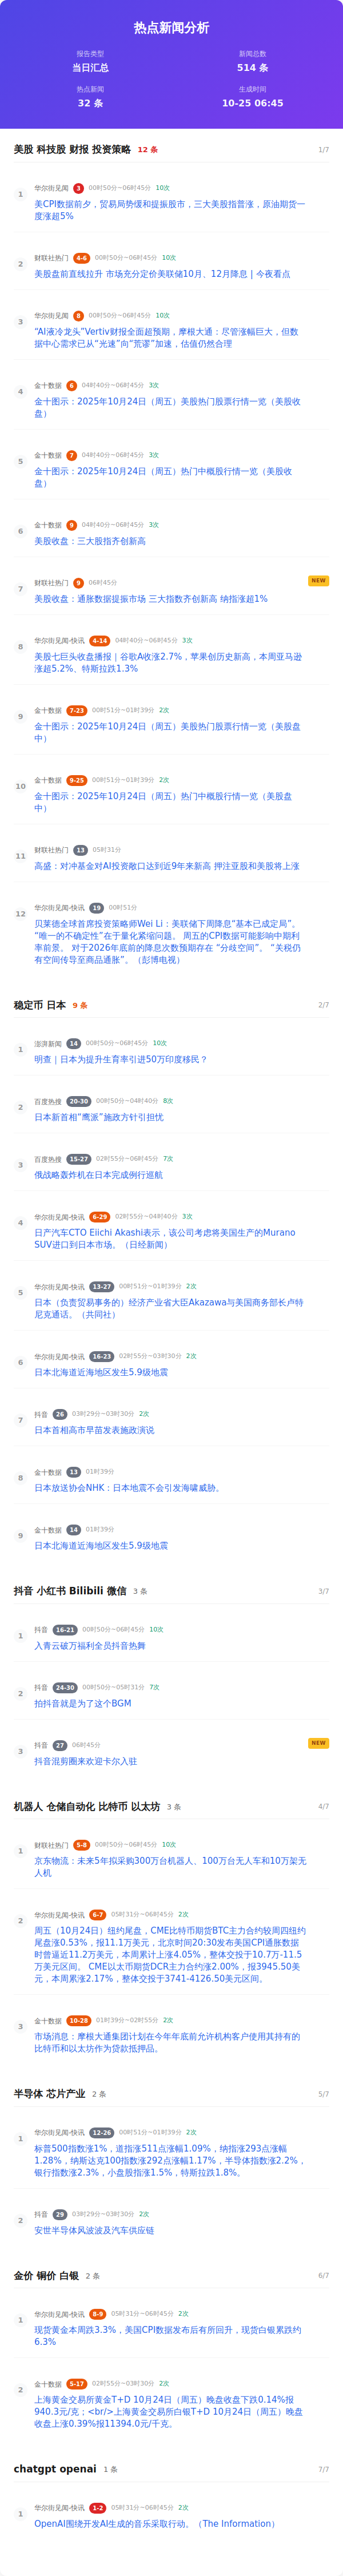 热点新闻分析
报告类型
新闻总数
当日汇总
514 条
热点新闻
生成时间
32 条
10-25 06:45
美股 科技股 财报 投资策略 12 条 1/7
1
华尔街见闻 3 00时50分~06时45分 10次
美CPI数据前夕，贸易局势缓和提振股市，三大美股指普涨，原油期货一
度涨超5%
2
财联社热门 4-6 00时50分~06时45分 10次
美股盘前直线拉升 市场充分定价美联储10月、12月降息 | 今夜看点
3
华尔街见闻 8 00时50分~06时45分 10次
“AI液冷龙头”Vertiv财报全面超预期，摩根大通：尽管涨幅巨大，但数
据中心需求已从“光速”向“荒谬”加速，估值仍然合理
4
金十数据 6 04时40分~06时45分 3次
金十图示：2025年10月24日（周五）美股热门股票行情一览（美股收
盘）
5
金十数据 7 04时40分~06时45分 3次
金十图示：2025年10月24日（周五）热门中概股行情一览（美股收
盘）
6
金十数据 9 04时40分~06时45分 3次
美股收盘：三大股指齐创新高
7
财联社热门 9 06时45分
NEW
美股收盘：通胀数据提振市场 三大指数齐创新高 纳指涨超1%
8
华尔街见闻-快讯 4-14 04时40分~06时45分 3次
美股七巨头收盘播报｜谷歌A收涨2.7%，苹果创历史新高，本周亚马逊
涨超5.2%、特斯拉跌1.3%
9
金十数据 7-23 00时51分~01时39分 2次
金十图示：2025年10月24日（周五）美股热门股票行情一览（美股盘
中）
10
金十数据 9-25 00时51分~01时39分 2次
金十图示：2025年10月24日（周五）热门中概股行情一览（美股盘
中）
11
财联社热门 13 05时31分
高盛：对冲基金对AI投资敞口达到近9年来新高 押注亚股和美股将上涨
12
华尔街见闻-快讯 19 00时51分
贝莱德全球首席投资策略师Wei Li：美联储下周降息“基本已成定局”。
“唯一的不确定性”在于量化紧缩问题。 周五的CPI数据可能影响中期利
率前景。 对于2026年底前的降息次数预期存在 “分歧空间”。 “关税仍
有空间传导至商品通胀”。（彭博电视）
稳定币 日本 9 条 2/7
1
澎湃新闻 14 00时50分~06时45分 10次
明查｜日本为提升生育率引进50万印度移民？
2
百度热搜 20-30 00时50分~04时40分 8次
日本新首相“鹰派”施政方针引担忧
3
百度热搜 15-27 02时55分~06时45分 7次
俄战略轰炸机在日本完成例行巡航
4
华尔街见闻-快讯 6-29 02时55分~04时40分 3次
日产汽车CTO Eiichi Akashi表示，该公司考虑将美国生产的Murano
SUV进口到日本市场。（日经新闻）
5
华尔街见闻-快讯 13-27 00时51分~01时39分 2次
日本（负责贸易事务的）经济产业省大臣Akazawa与美国商务部长卢特
尼克通话。（共同社）
6
华尔街见闻-快讯 16-23 02时55分~03时30分 2次
日本北海道近海地区发生5.9级地震
7
抖音 26 03时29分~03时30分 2次
日本首相高市早苗发表施政演说
8
金十数据 13 01时39分
日本放送协会NHK：日本地震不会引发海啸威胁。
9
金十数据 14 01时39分
日本北海道近海地区发生5.9级地震
抖音 小红书 Bilibili 微信 3 条 3/7
1
抖音 16-21 00时50分~06时45分 10次
入青云破万福利全员抖音热舞
2
抖音 24-30 00时50分~05时31分 7次
拍抖音就是为了这个BGM
3
抖音 27 06时45分
NEW
抖音混剪圈来欢迎卡尔入驻
机器人 仓储自动化 比特币 以太坊 3 条 4/7
1
财联社热门 5-8 00时50分~06时45分 10次
京东物流：未来5年拟采购300万台机器人、100万台无人车和10万架无
人机
2
华尔街见闻-快讯 6-7 05时31分~06时45分 2次
周五（10月24日）纽约尾盘，CME比特币期货BTC主力合约较周四纽约
尾盘涨0.53%，报11.1万美元，北京时间20:30发布美国CPI通胀数据
时曾逼近11.2万美元，本周累计上涨4.05%，整体交投于10.7万-11.5
万美元区间。 CME以太币期货DCR主力合约涨2.00%，报3945.50美
元，本周累涨2.17%，整体交投于3741-4126.50美元区间。
3
金十数据 10-28 01时39分~02时55分 2次
市场消息：摩根大通集团计划在今年年底前允许机构客户使用其持有的
比特币和以太坊作为贷款抵押品。
半导体 芯片产业 2 条 5/7
1
华尔街见闻-快讯 12-26 00时51分~01时39分 2次
标普500指数涨1%，道指涨511点涨幅1.09%，纳指涨293点涨幅
1.28%，纳斯达克100指数涨292点涨幅1.17%，半导体指数涨2.2%，
银行指数涨2.3%，小盘股指涨1.5%，特斯拉跌1.8%。
2
抖音 29 03时29分~03时30分 2次
安世半导体风波波及汽车供应链
金价 铜价 白银 2 条 6/7
1
华尔街见闻-快讯 8-9 05时31分~06时45分 2次
现货黄金本周跌3.3%，美国CPI数据发布后有所回升，现货白银累跌约
6.3%
2
金十数据 5-17 02时55分~03时30分 2次
上海黄金交易所黄金T+D 10月24日（周五）晚盘收盘下跌0.14%报
940.3元/克；<br/>上海黄金交易所白银T+D 10月24日（周五）晚盘
收盘上涨0.39%报11394.0元/千克。
chatgpt openai 1 条 7/7
1
华尔街见闻-快讯 1-2 05时31分~06时45分 2次
OpenAI围绕开发AI生成的音乐采取行动。（The Information）